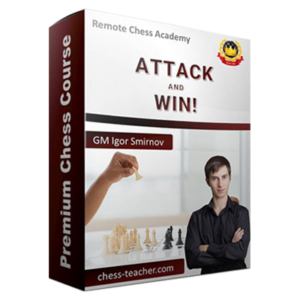 Remote Chess Academy
ATTACK
AND
WIN!
GM Igor Smirnov
chess-teacher.com
Premium Chess Course